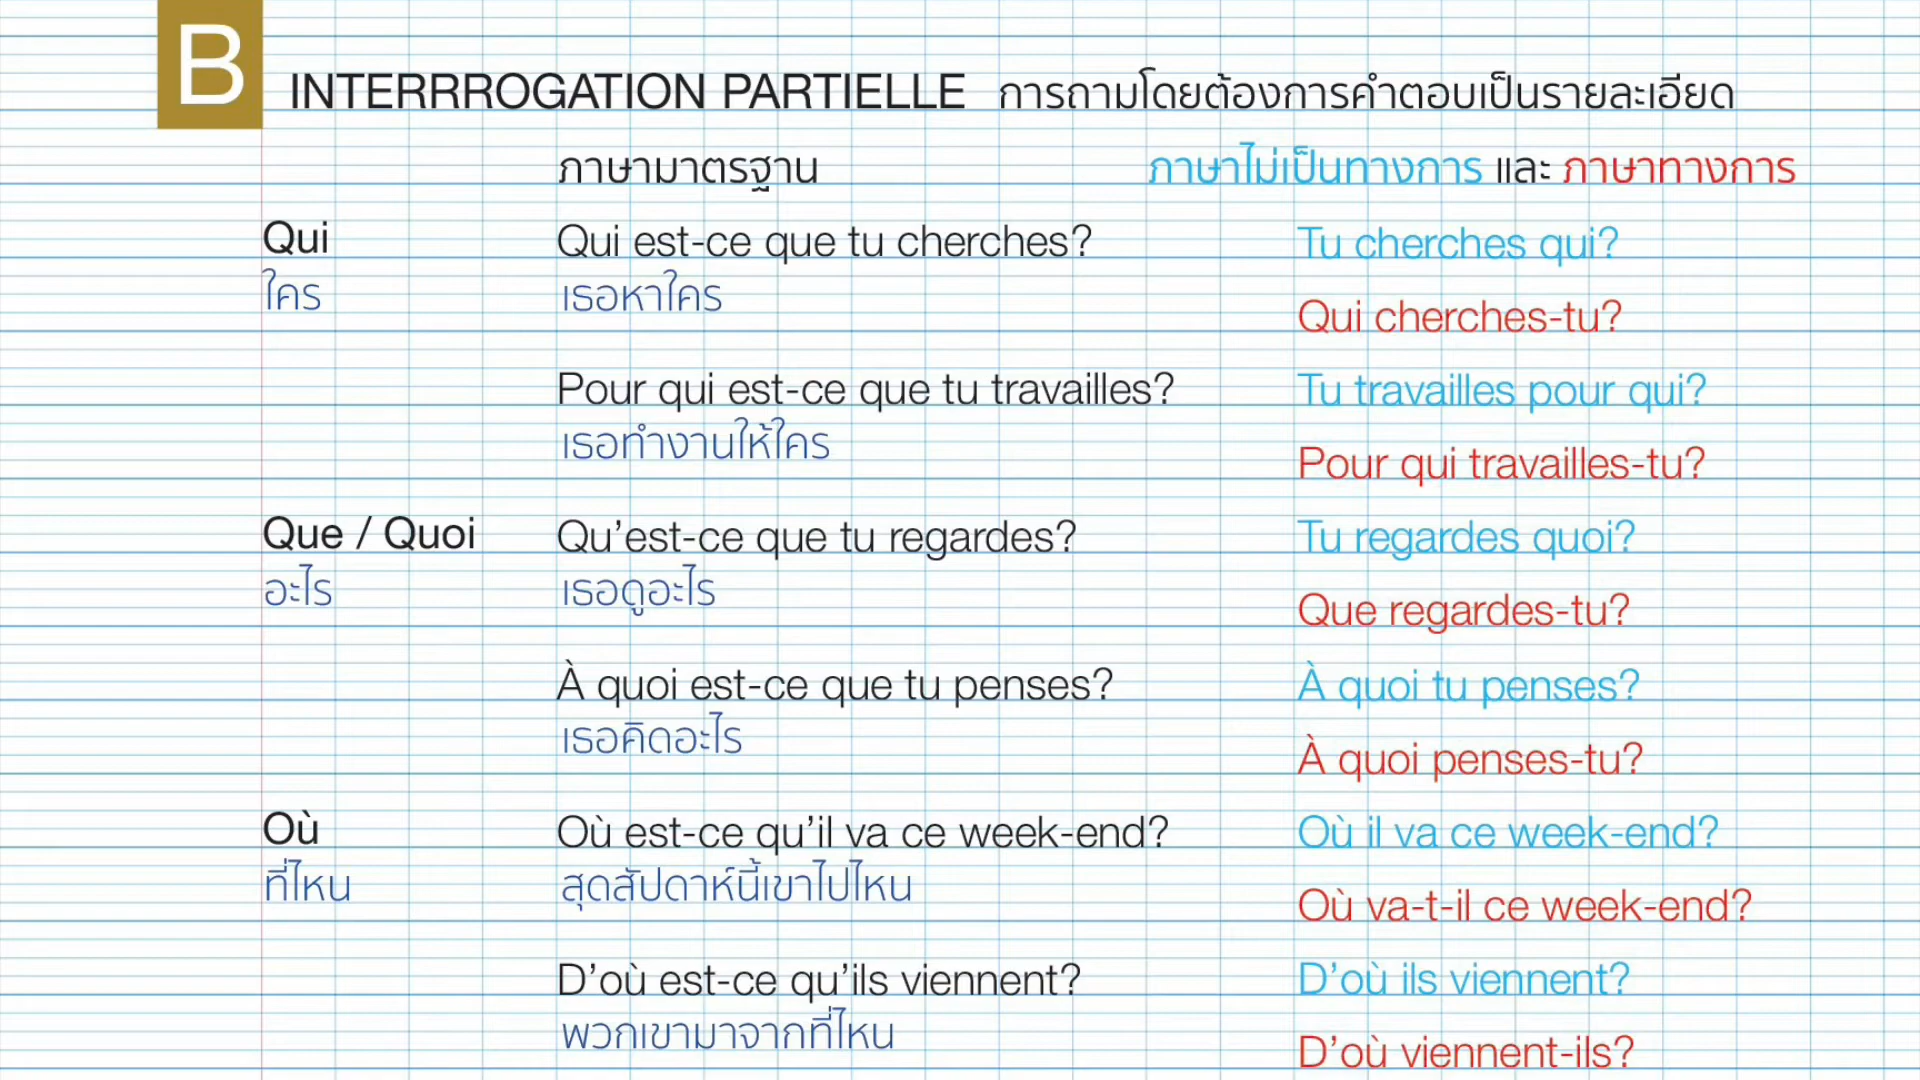 B
INTERRROGATION PARTIELLE การถามโดยต้องการคำตอบเป็นรายละเอียด
ภาษามาตรฐาน ภาษาไม่เป็นทางการ และ ภาษาทางการ
Qui Qui est-ce que tu cherches? Tu cherches qui?
ใคร เธอหาใคร
Qui cherches-tu?
Pour qui est-ce que tu travailles? Tu travailles pour qui?
เธอทำงานให้ใคร
Pour qui travailles-tu?
Que / Quoi Qu’est-ce que tu regardes? Tu regardes quoi?
อะไร เธอดูอะไร
Que regardes-tu?
À quoi est-ce que tu penses? À quoi tu penses?
เธอคิดอะไร
À quoi penses-tu?
Où Où est-ce qu’il va ce week-end? Où il va ce week-end?
ที่ไหน สุดสัปดาห์นี้เขาไปไหน
Où va-t-il ce week-end?
D’où est-ce qu’ils viennent? D’où ils viennent?
พวกเขามาจากที่ไหน
D’où viennent-ils?